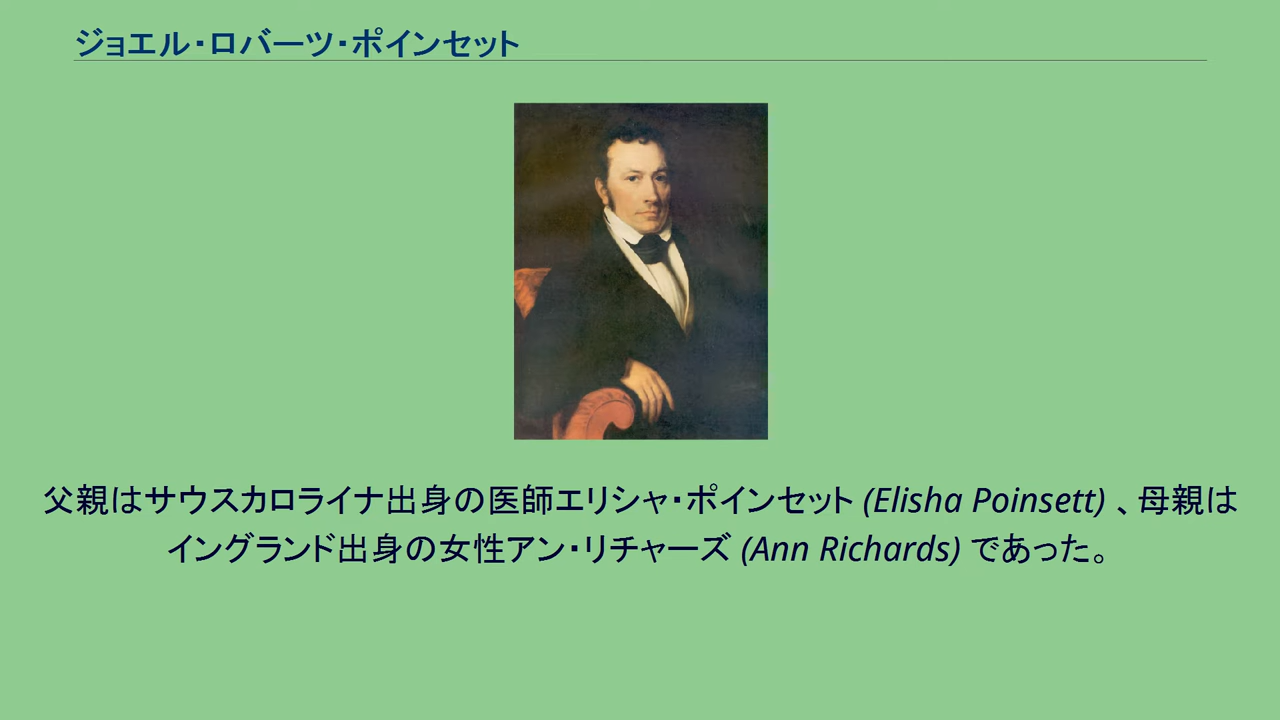 ジョエル・ロバーツ・ポインセット
父親はサウスカロライナ出身の医師エリシャ・ポインセット (Elisha Poinsett) 、母親は
イングランド出身の女性アン・リチャーズ (Ann Richards) であった。